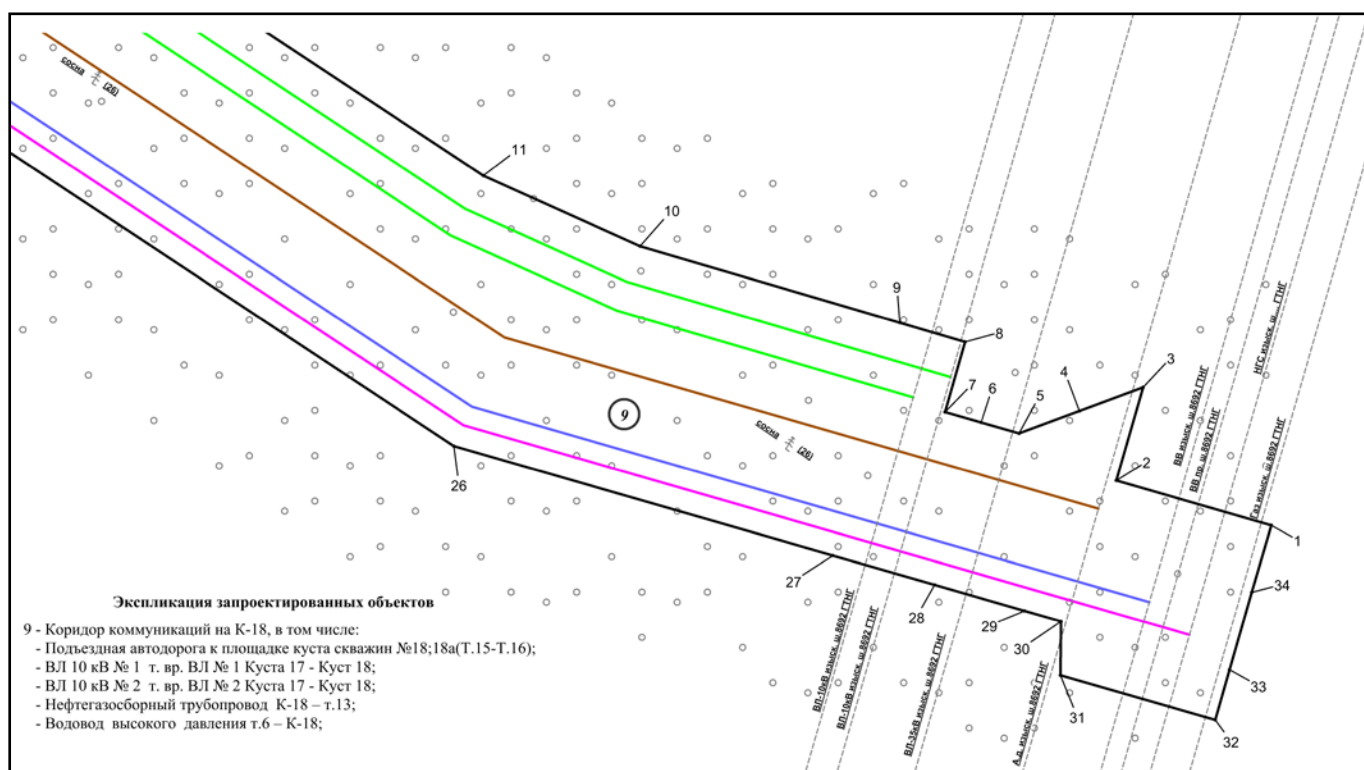 сосна [26]
11
10
9
8
7
6
5
4
3
2
1
34
33
32
31
30
29
28
27
26
9
сосна [26]
НГС изыск. ш.... ГТНГ
ВВ изыск. ш.8692 ГТНГ
ВВ пр. ш.8692 ГТНГ
Газ изыск. ш.8692 ГТНГ
ВЛ-10кВ изыск. ш.8692 ГТНГ
ВЛ-10кВ изыск. ш.8692 ГТНГ
ВЛ-35кВ изыск. ш.8692 ГТНГ
А.д. изыск. ш.8692 ГТНГ
Экспликация запроектированных объектов
9 - Коридор коммуникаций на К-18, в том числе:
- Подъездная автодорога к площадке куста скважин №18;18а(Т.15-Т.16);
- ВЛ 10 кВ № 1 т. вр. ВЛ № 1 Куста 17 - Куст 18;
- ВЛ 10 кВ № 2 т. вр. ВЛ № 2 Куста 17 - Куст 18;
- Нефтегазосборный трубопровод К-18 – т.13;
- Водовод высокого давления т.6 – К-18;